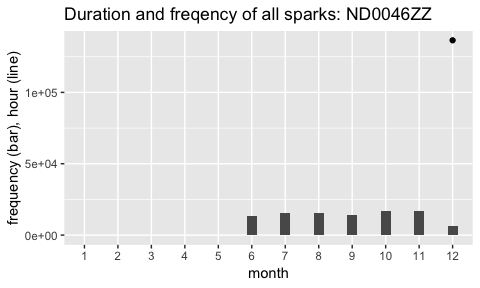 Duration and freqency of all sparks: ND0046ZZ
frequency (bar), hour (line)
1e+05
5e+04
0e+00
1 2 3 4 5 6 7 8 9 10 11 12
month